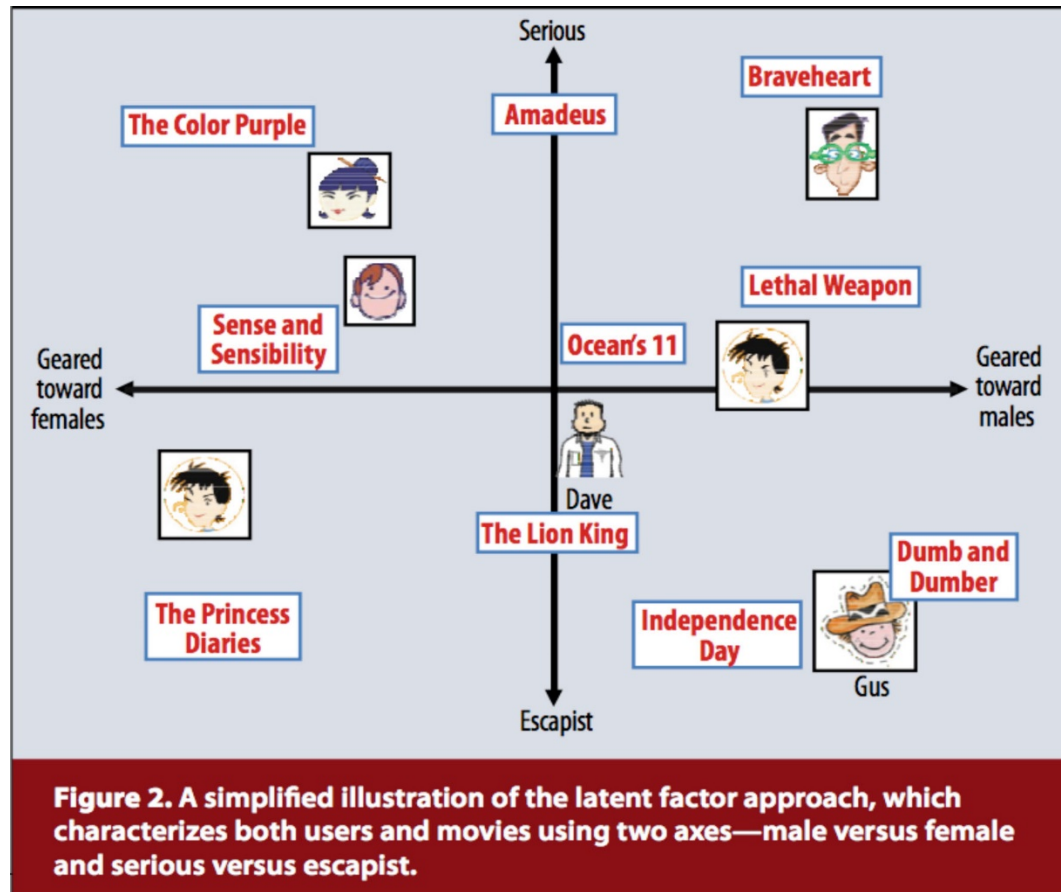 Serious
Braveheart
The Color Purple
Amadeus
Lethal Weapon
Sense and
Sensibility
Ocean's 11
Geared
toward
females
Geared
toward
males
Dave
The Lion King
Dumb and
Dumber
The Princess
Diaries
Independence
Day
Gus
Escapist
Figure 2. A simplified illustration of the latent factor approach, which
characterizes both users and movies using two axes—male versus female
and serious versus escapist.